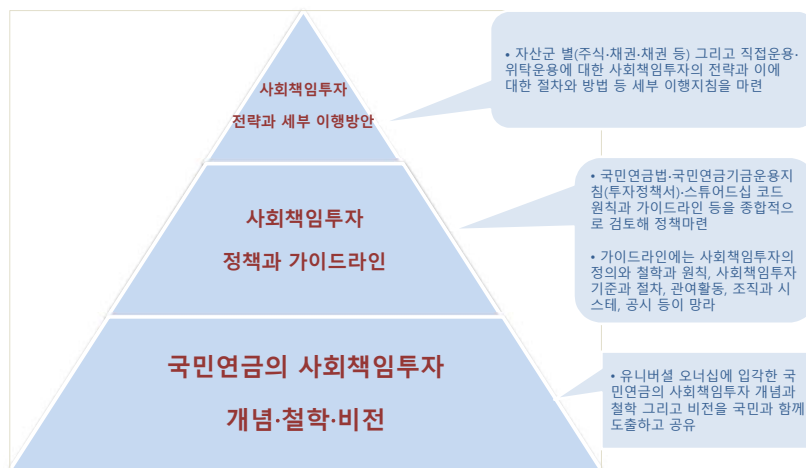 사회책임투자
전략과 세부 이행방안
• 자산군 별(주식·채권·채권 등) 그리고 직접운용·
위탁운용에 대한 사회책임투자의 전략과 이에
대한 절차와 방법 등 세부 이행지침을 마련
사회책임투자
정책과 가이드라인
• 국민연금법·국민연금기금운용지
침(투자정책서)·스튜어드십 코드
원칙과 가이드라인 등을 종합적으
로 검토해 정책마련
• 가이드라인에는 사회책임투자의
정의와 철학과 원칙, 사회책임투자
기준과 절차, 관여활동, 조직과 시
스테, 공시 등이 망라
국민연금의 사회책임투자
개념·철학·비전
• 유니버셜 오너십에 입각한 국
민연금의 사회책임투자 개념과
철학 그리고 비전을 국민과 함께
도출하고 공유